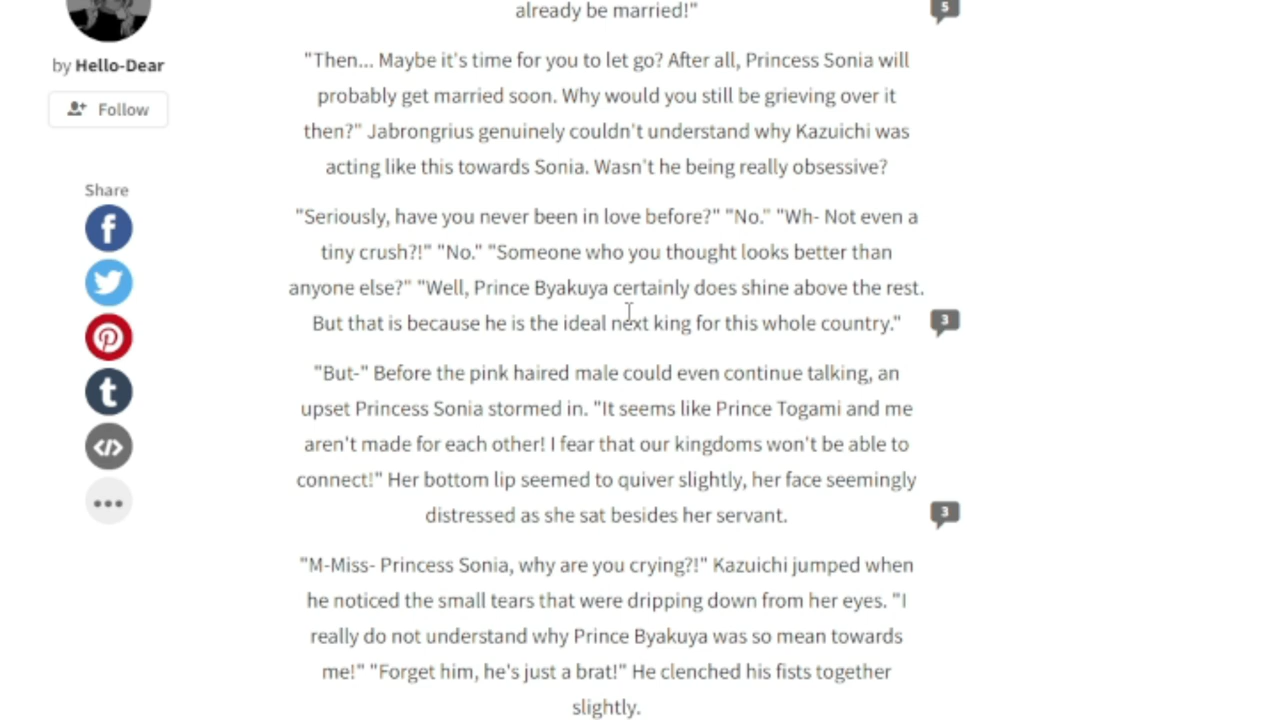 already be married!"
5
by Hello-Dear
Follow
Share
"Then... Maybe it's time for you to let go? After all, Princess Sonia will
probably get married soon. Why would you still be grieving over it
then?" Jabrongrius genuinely couldn't understand why Kazuichi was
acting like this towards Sonia. Wasn't he being really obsessive?
"Seriously, have you never been in love before?" "No." "Wh- Not even a
tiny crush?!" "No." "Someone who you thought looks better than
anyone else?" "Well, Prince Byakuya certainly does shine above the rest.
But that is because he is the ideal next king for this whole country."
3
"But-" Before the pink haired male could even continue talking, an
upset Princess Sonia stormed in. "It seems like Prince Togami and me
aren't made for each other! I fear that our kingdoms won't be able to
connect!" Her bottom lip seemed to quiver slightly, her face seemingly
distressed as she sat besides her servant.
3
"M-Miss- Princess Sonia, why are you crying?!" Kazuichi jumped when
he noticed the small tears that were dripping down from her eyes. "I
really do not understand why Prince Byakuya was so mean towards
me!" "Forget him, he's just a brat!" He clenched his fists together
slightly.